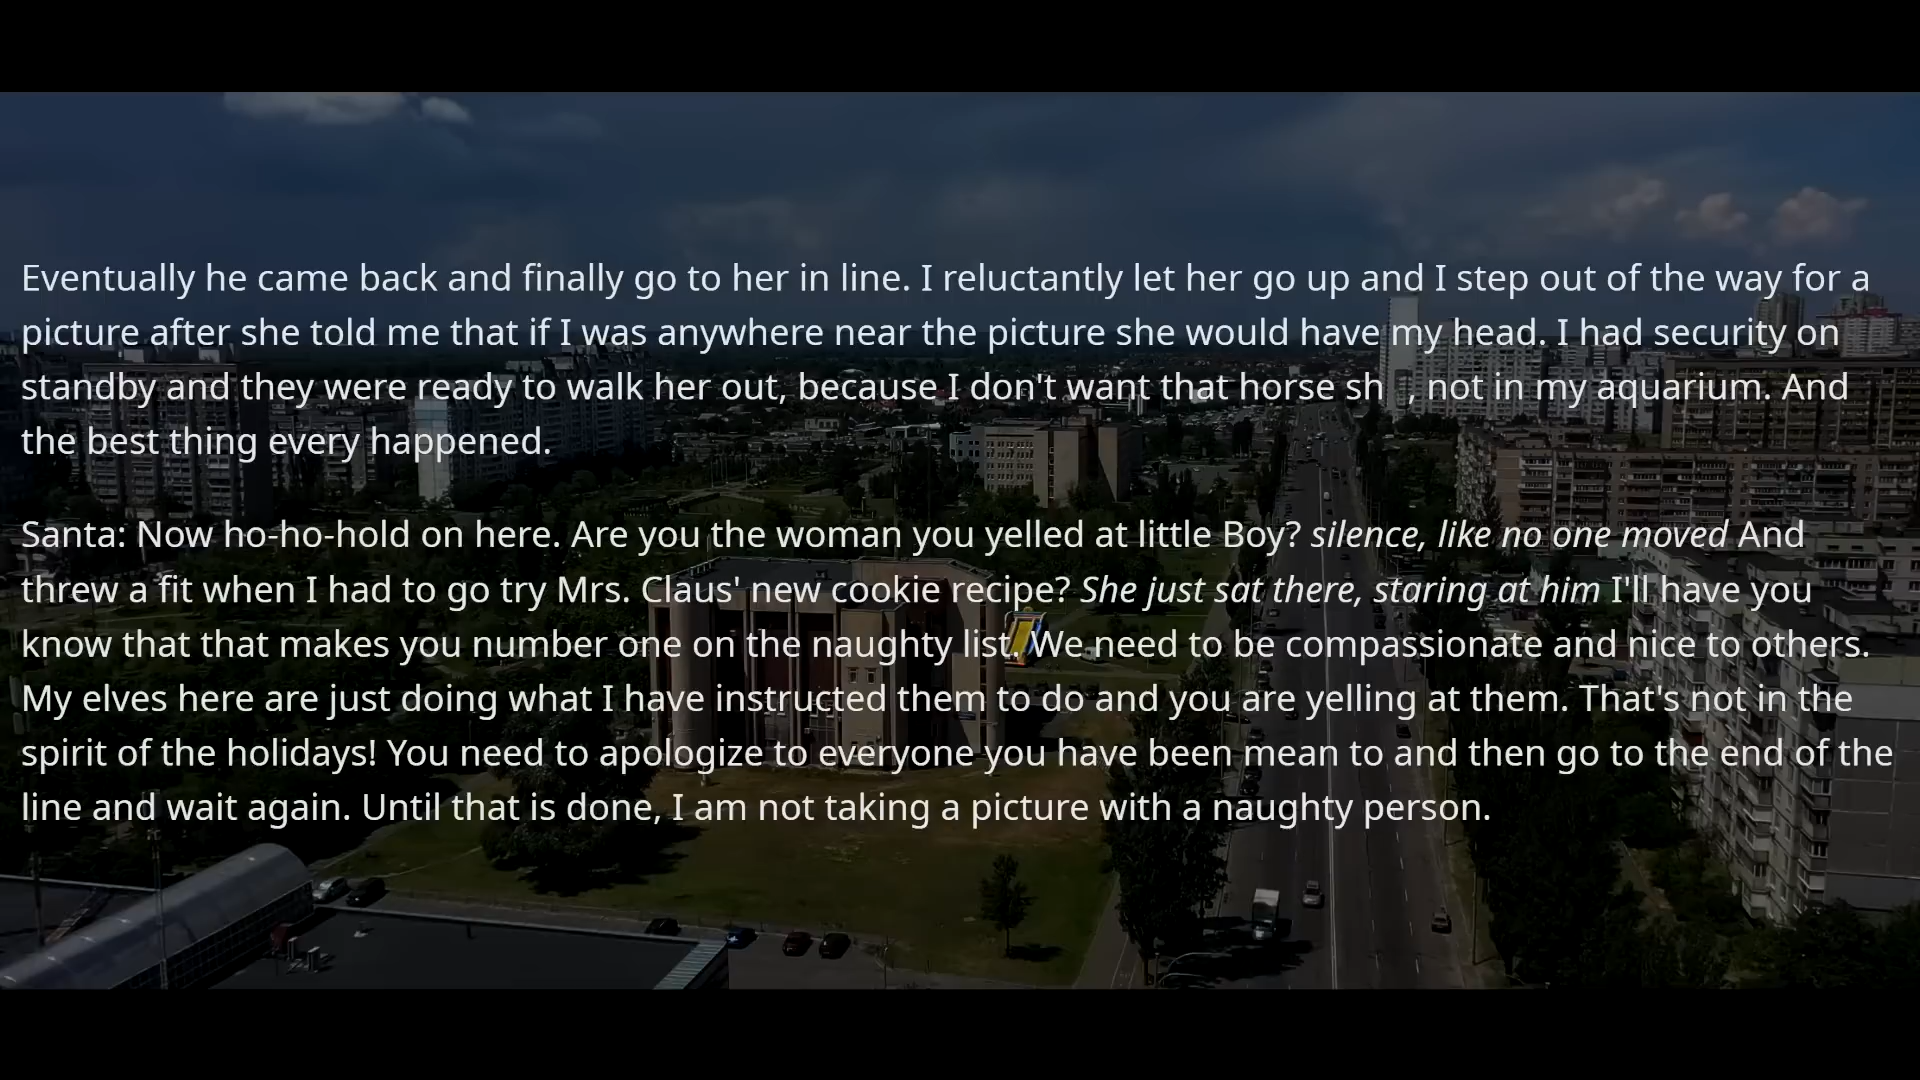 Eventually he came back and finally go to her in line. I reluctantly let her go up and I step out of the way for a
picture after she told me that if I was anywhere near the picture she would have my head. I had security on
standby and they were ready to walk her out, because I don't want that horse sh , not in my aquarium. And
the best thing every happened.
Santa: Now ho-ho-hold on here. Are you the woman you yelled at little Boy? silence, like no one moved And
threw a fit when I had to go try Mrs. Claus' new cookie recipe? She just sat there, staring at him I'll have you
know that that makes you number one on the naughty list. We need to be compassionate and nice to others.
My elves here are just doing what I have instructed them to do and you are yelling at them. That's not in the
spirit of the holidays! You need to apologize to everyone you have been mean to and then go to the end of the
line and wait again. Until that is done, I am not taking a picture with a naughty person.